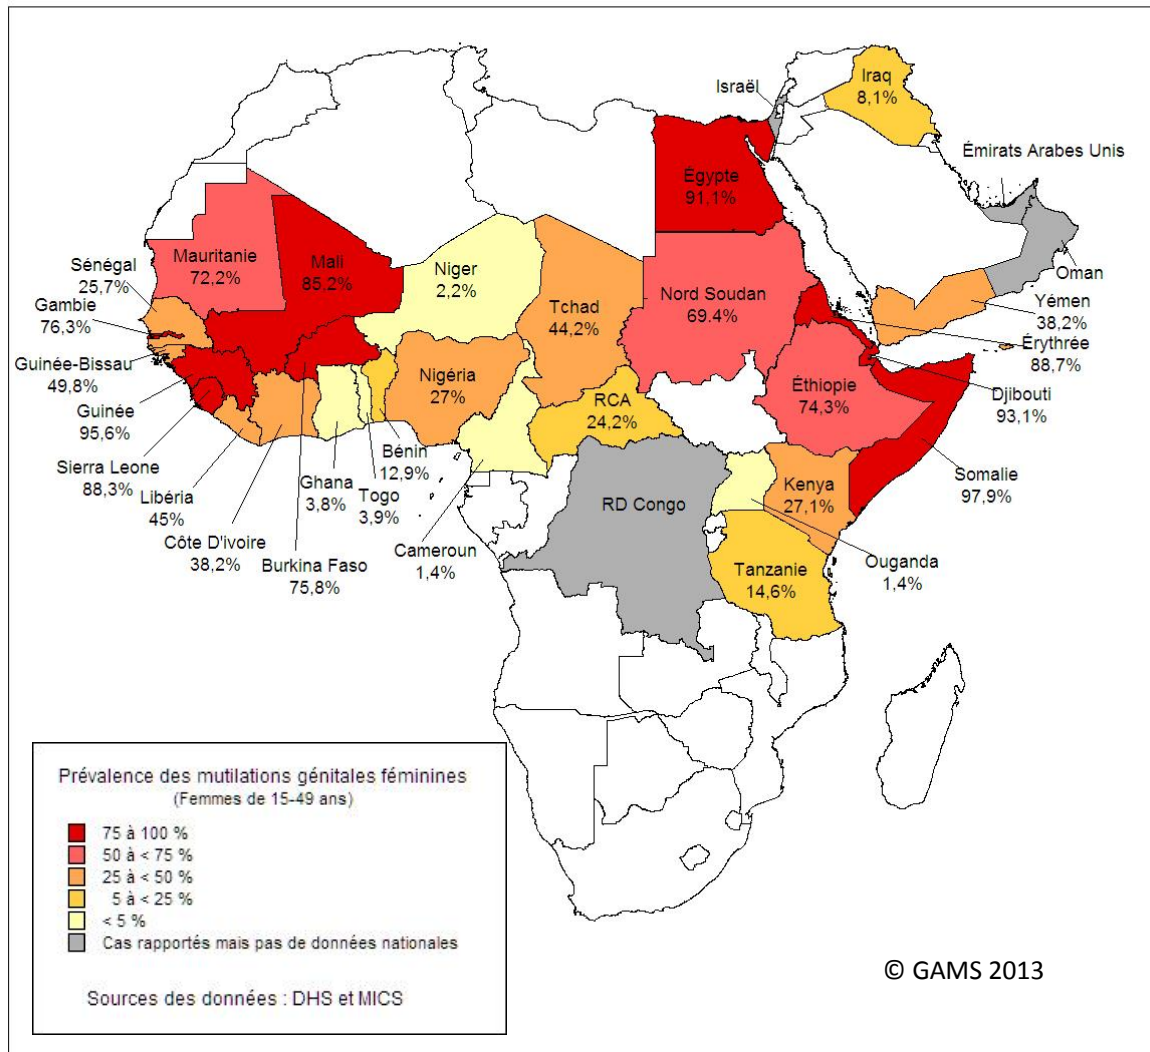 Israël
Iraq
8,1%
Émirats Arabes Unis
Égypte
91,1%
Oman
Mauritanie
72,2%
Mali
85,2%
Niger
2,2%
Tchad
44,2%
Nord Soudan
69.4%
Yémen
38,2%
Sénégal
25,7%
Gambie
76,3%
Érythrée
88,7%
Guinée-Bissau
49,8%
Nigéria
27%
RCA
24,2%
Éthiopie
74,3%
Djibouti
93,1%
Guinée
95,6%
Sierra Leone
88,3%
Libéria
45%
Côte D'ivoire
38,2%
Burkina Faso
75,8%
Ghana
3,8%
Togo
3,9%
Bénin
12,9%
Cameroun
1,4%
RD Congo
Kenya
27,1%
Somalie
97,9%
Ouganda
1,4%
Tanzanie
14,6%
Prévalence des mutilations génitales féminines
(Femmes de 15-49 ans)
75 à 100 %
50 à < 75 %
25 à < 50 %
5 à < 25 %
< 5 %
Cas rapportés mais pas de données nationales
Sources des données : DHS et MICS
© GAMS 2013